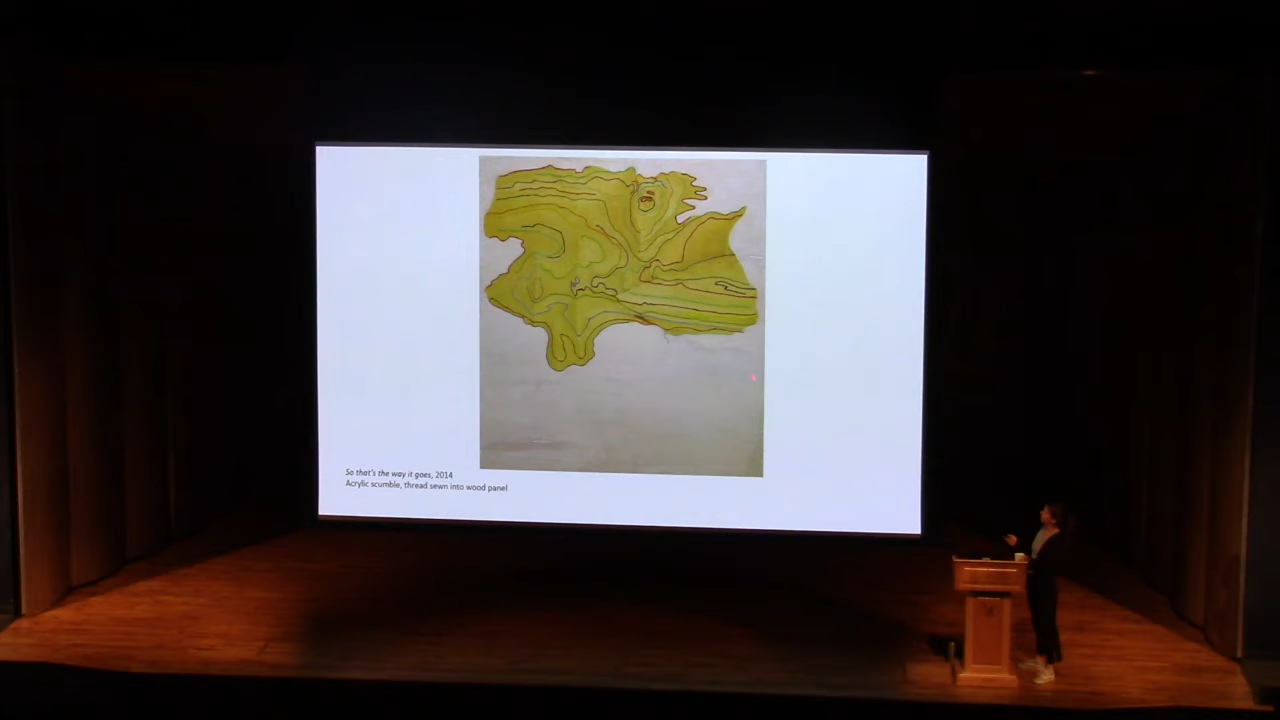 So that's the way it goes, 2014
Acrylic scumble, thread sewn into wood panel